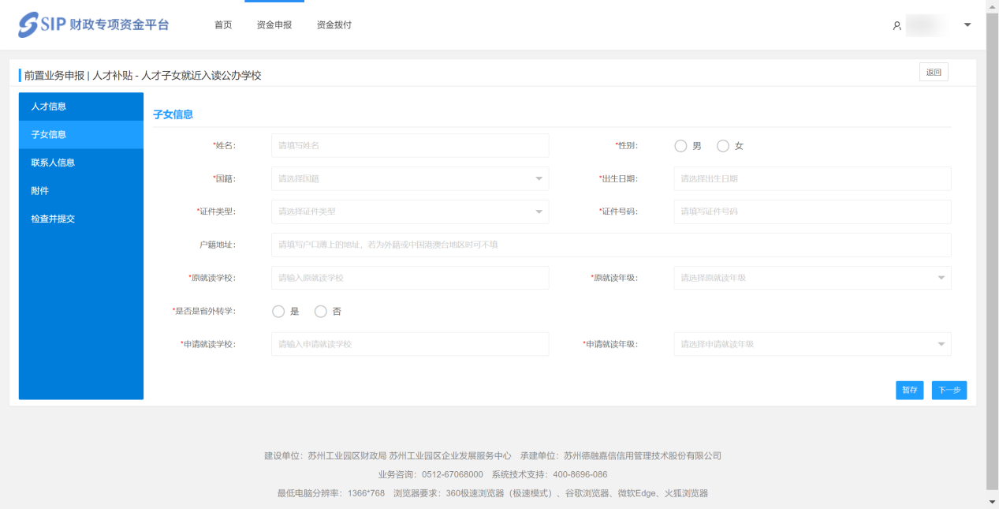 SIP 财政专项资金平台 首页 资金申报 资金拨付
前置业务申报 | 人才补贴 - 人才子女就近入读公办学校 返回
人才信息
子女信息
联系人信息
附件
检查并提交
子女信息
*姓名： 请填写姓名 *性别： 男 女
*国籍： 请选择国籍 *出生日期： 请选择出生日期
*证件类型： 请选择证件类型 *证件号码： 请填写证件号码
户籍地址： 请填写户口薄上的地址，若为外籍或中国港澳台地区时可不填
*原就读学校： 请输入原就读学校 *原就读年级： 请选择原就读年级
*是否是省外转学： 是 否
*申请就读学校： 请输入申请就读学校 *申请就读年级： 请选择申请就读年级
暂存 下一步
建设单位：苏州工业园区财政局 苏州工业园区企业发展服务中心 承建单位：苏州德融嘉信信用管理技术股份有限公司
业务咨询：0512-67068000 系统技术支持：400-8696-086
最低电脑分辨率：1366*768 浏览器要求：360极速浏览器（极速模式）、谷歌浏览器、微软Edge、火狐浏览器